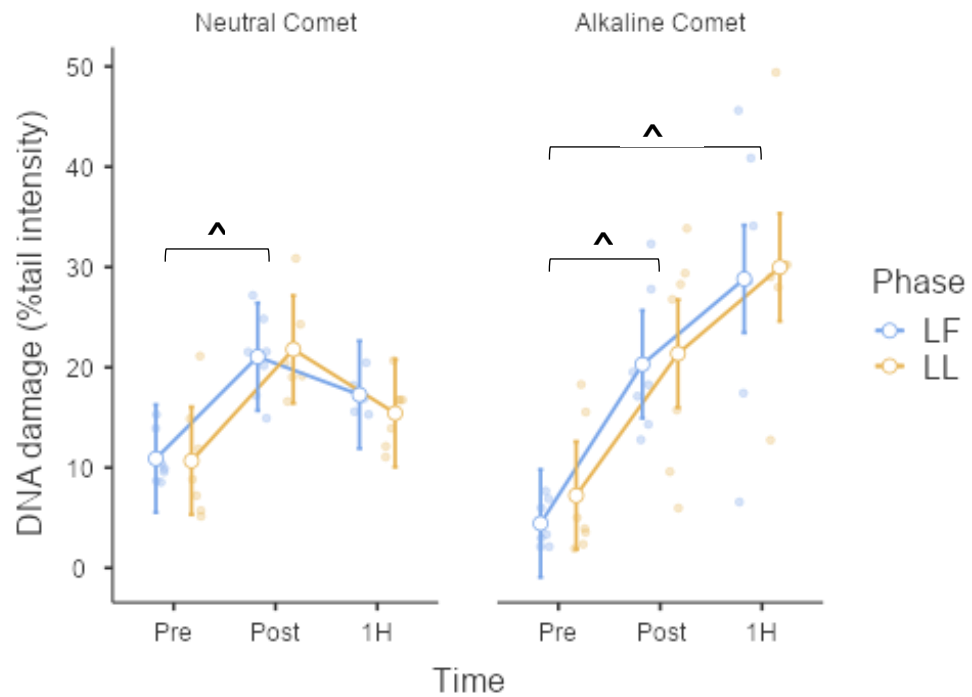 Neutral Comet
Alkaline Comet
DNA damage (%tail intensity)
50
40
30
20
10
0
^
^
^
Pre
Post
1H
Pre
Post
1H
Time
Phase
LF
LL